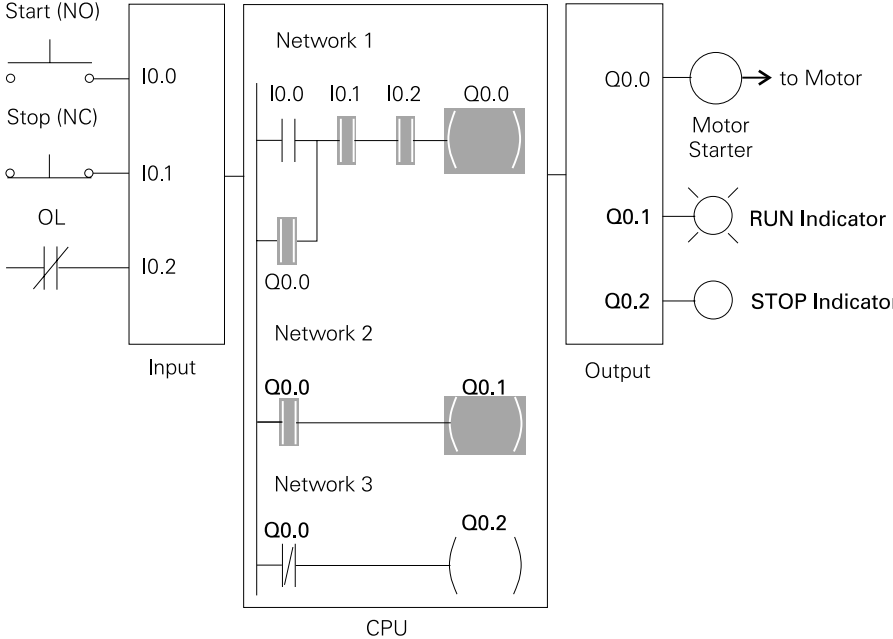 Start (NO)
I0.0
Stop (NC)
I0.1
OL
I0.2
Input
Network 1
I0.0 I0.1 I0.2 Q0.0
Q0.0
Network 2
Q0.0 Q0.1
Network 3
Q0.0 Q0.2
CPU
Q0.0
to Motor
Motor
Starter
Q0.1 RUN Indicator
Q0.2 STOP Indicator
Output